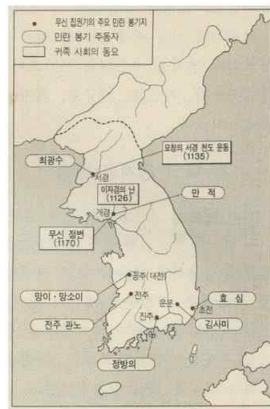 무신 집권기의 주요 민란 봉기지
민란 봉기 주동자
귀족 사회의 동요
묘청의 서경 천도 운동
(1135)
최광수
서경
이자겸의 난
(1126)
만적
개경
무신 정변
(1170)
공주(대전)
망이·망소이
전주
운문
효심
초전
진주
김사미
전주 관노
정방의